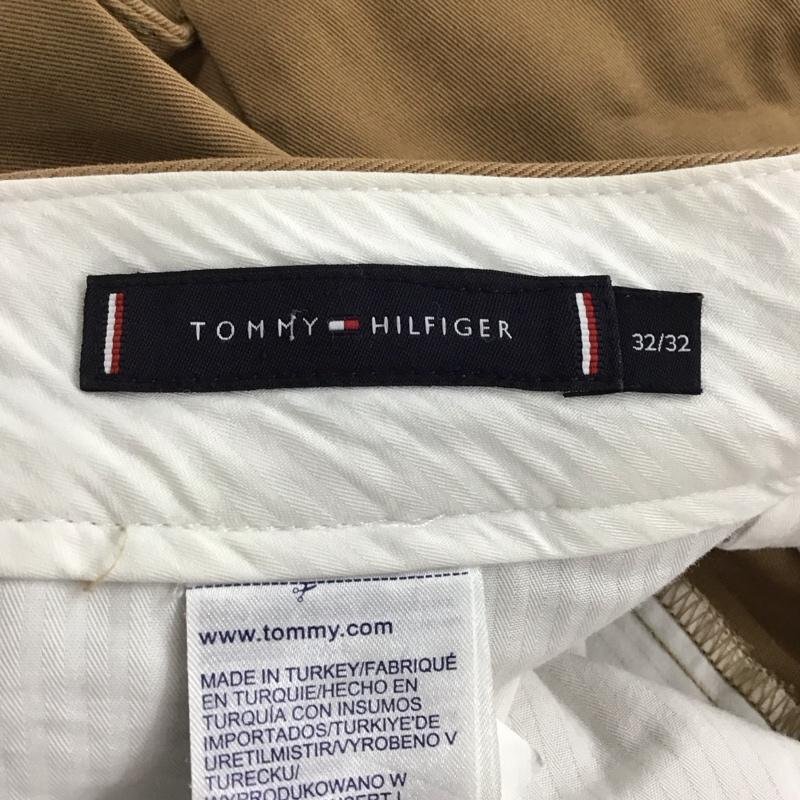 TOMMY HILFIGER
32/32
www.tommy.com
MADE IN TURKEY/FABRIQUÉ
EN TURQUIE/HECHO EN
TURQUÍA CON INSUMOS
IMPORTADOS/TURKIYE'DE
URETILMISTIR/VYROBENO V
TURECKU/
WYPRODUKOWANO W